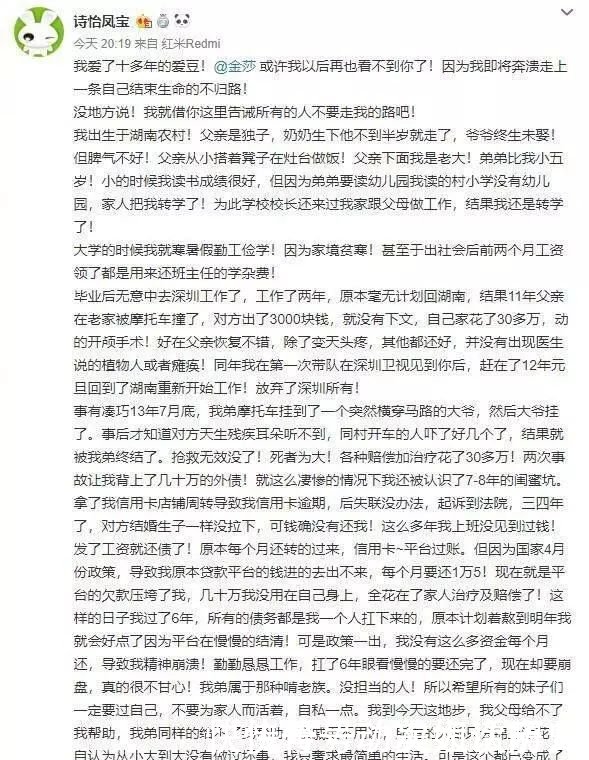 诗怡凤宝
今天 20:19 来自 红米Redmi
我爱了十多年的爱豆！@金莎 或许我以后再也看不到你了！因为我即将奔溃走上
一条自己结束生命的不归路！
没地方说！我就借你这里告诫所有的人不要走我的路吧！
我出生于湖南农村！父亲是独子，奶奶生下他不到半岁就走了，爷爷终生未娶！
但脾气不好！父亲从小搭着凳子在灶台做饭！父亲下面我是老大！弟弟比我小五
岁！小的时候我读书成绩很好，但因为弟弟要读幼儿园我读的村小学没有幼儿
园，家人把我转学了！为此学校校长还来过我家跟父母做工作，结果我还是转学
了！
大学的时候我就寒暑假勤工俭学！因为家境贫寒！甚至于出社会后前两个月工资
领了都是用来还班主任的学杂费！
毕业后无意中去深圳工作了，工作了两年，原本毫无计划回湖南，结果11年父亲
在老家被摩托车撞了，对方出了3000块钱，就没有下文，自己家花了30多万，动
的开颅手术！好在父亲恢复不错，除了变天头疼，其他都还好，并没有出现医生
说的植物人或者瘫痪！同年我在第一次带队在深圳卫视见到你后，赶在了12年元
旦回到了湖南重新开始工作！放弃了深圳所有！
事有凑巧13年7月底，我弟摩托车挂到了一个突然横穿马路的大爷，然后大爷挂
了。事后才知道对方天生残疾耳朵听不到，同村开车的人吓了好几个了，结果就
被我弟终结了。抢救无效没了！死者为大！各种赔偿加治疗花了30多万！两次事
故让我背上了几十万的外债！就这么凄惨的情况下我还被认识了7-8年的闺蜜坑。
拿了我信用卡店铺周转导致我信用卡逾期，后失联没办法，起诉到法院，三四年
了，对方结婚生子一样没拉下，可钱确没有还我！这么多年我上班没见到过钱！
发了工资就还债了！原本每个月还转的过来，信用卡~平台过账。但因为国家4月
份政策，导致我原本贷款平台的钱进的去出不来，每个月要还1万5！现在就是平
台的欠款压垮了我，几十万我没用在自己身上，全花在了家人治疗及赔偿了！这
样的日子我过了6年，所有的债务都是我一个人扛下来的，原本计划着熬到明年我
就会好点了因为平台在慢慢的结清！可是政策一出，我没有这么多资金每个月
还，导致我精神崩溃！勤勤恳恳工作，扛了6年眼看慢慢的要还完了，现在却要崩
盘，真的很不甘心！我弟属于那种啃老族。没担当的人！所以希望所有的妹子们
一定要过自己，不要为家人而活着，自私一点。我到今天这地步，我父母给不了
我帮助，我弟同样的给不了
自认为从小大到大没有做过坏事，我只奢求最简单的生活。可是这个都已变成了